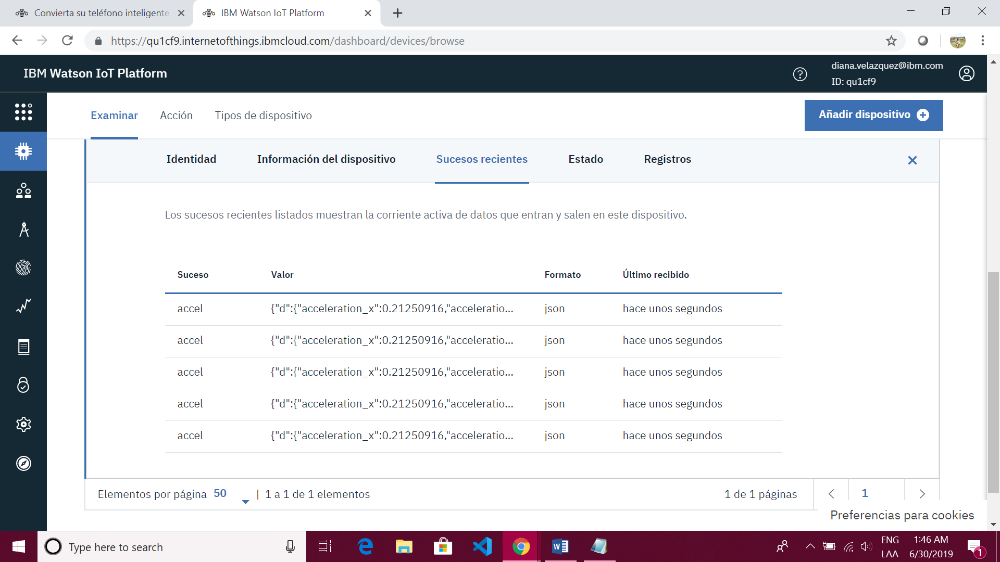 Convierta su teléfono inteligente
IBM Watson IoT Platform
https://qu1cf9.internetofthings.ibmcloud.com/dashboard/devices/browse
IBM Watson IoT Platform
diana.velazquez@ibm.com
ID: qu1cf9
Examinar Acción Tipos de dispositivo
Añadir dispositivo
Identidad Información del dispositivo Sucesos recientes Estado Registros
Los sucesos recientes listados muestran la corriente activa de datos que entran y salen en este dispositivo.
Suceso Valor Formato Último recibido
accel {"d":{"acceleration_x":0.21250916,"acceleratio... json hace unos segundos
accel {"d":{"acceleration_x":0.21250916,"acceleratio... json hace unos segundos
accel {"d":{"acceleration_x":0.21250916,"acceleratio... json hace unos segundos
accel {"d":{"acceleration_x":0.21250916,"acceleratio... json hace unos segundos
accel {"d":{"acceleration_x":0.21250916,"acceleratio... json hace unos segundos
Elementos por página 50 | 1 a 1 de 1 elementos 1 de 1 páginas 1
Preferencias para cookies
Type here to search
ENG 1:46 AM
LAA 6/30/2019
1